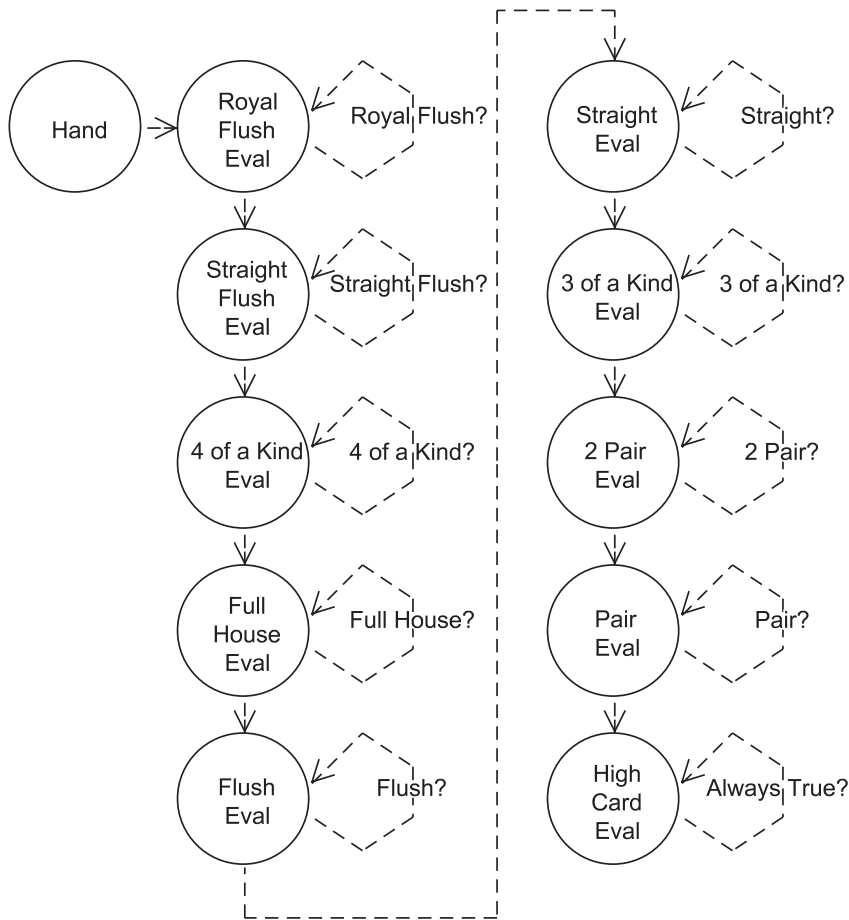 Hand
Royal
Flush
Eval
Royal Flush?
Straight
Flush
Eval
Straight Flush?
4 of a Kind
Eval
4 of a Kind?
Full
House
Eval
Full House?
Flush
Eval
Flush?
Straight
Eval
Straight?
3 of a Kind
Eval
3 of a Kind?
2 Pair
Eval
2 Pair?
Pair
Eval
Pair?
High
Card
Eval
Always True?